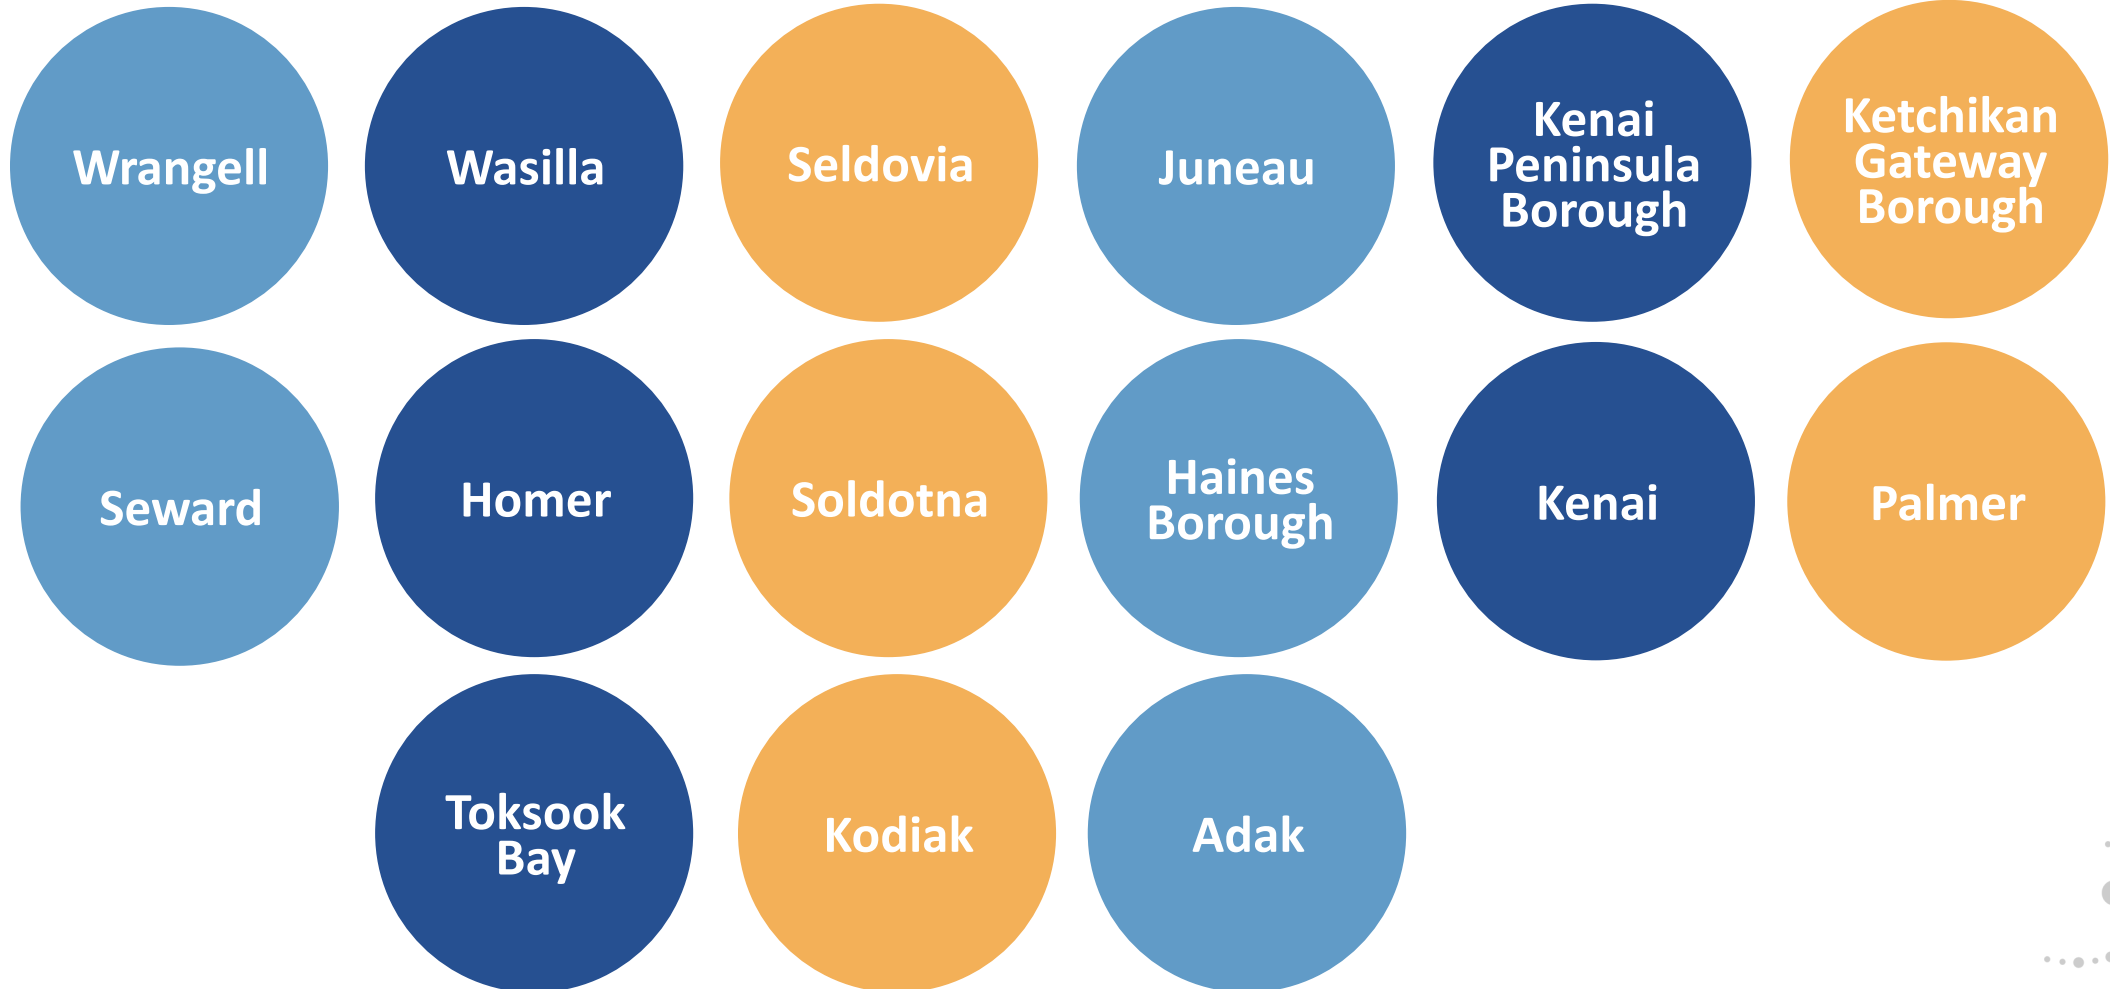 Wrangell
Wasilla
Seldovia
Juneau
Kenai
Peninsula
Borough
Ketchikan
Gateway
Borough
Seward
Homer
Soldotna
Haines
Borough
Kenai
Palmer
Toksook
Bay
Kodiak
Adak